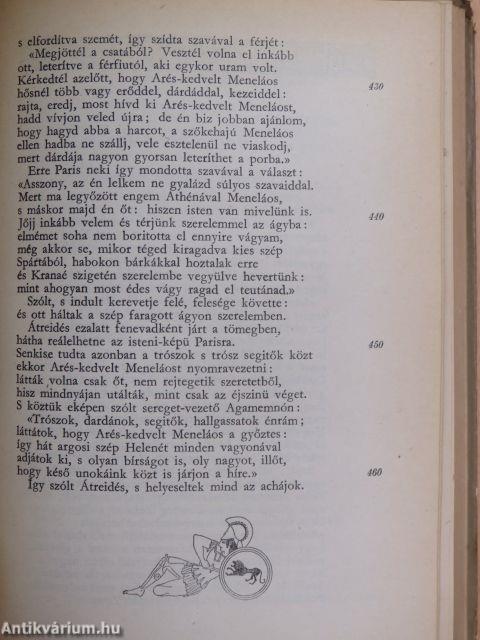 s elfordítva szemét, így szídta szavával a férjét:
«Megjöttél a csatából? Vesztél volna el inkább
ott, leterítve a férfiutól, aki egykor uram volt.
Kérkedtél azelőtt, hogy Arés-kedvelt Meneláos
hősnél több vagy erőddel, dárdáddal, kezeiddel: 430
rajta, eredj, most hívd ki Arés-kedvelt Meneláost,
hadd vívjon veled újra; de én biz jobban ajánlom,
hogy hagyd abba a harcot, a szőkehajú Meneláos
ellen hadba ne szállj, vele esztelenül ne viaskodj,
mert dárdája nagyon gyorsan leteríthet a porba.»
Erre Paris neki így mondotta szavával a választ:
«Asszony, az én lelkem ne gyalázd súlyos szavaiddal.
Mert ma legyőzött engem Athénával Meneláos,
s máskor majd én őt: hiszen isten van mivelünk is.
Jőjj inkább velem és térjünk szerelemmel az ágyba: 440
elmémet soha nem borította el ennyire vágyam,
még akkor se, mikor téged kiragadva kies szép
Spártából, habokon bárkákkal hoztalak erre
és Kranaé szigetén szerelembe vegyülve hevertünk:
mint ahogyan most édes vágy ragad el teutánad.»
Szólt, s indult kerevetje felé, felesége követte:
és ott háltak a szép faragott ágyon szerelemben.
Átreidés ezalatt fenevadként járt a tömegben,
hátha reálelhetne az isteni-képü Parisra.
Senkise tudta azonban a trószok s trósz segitők közt 450
ekkor Arés-kedvelt Meneláost nyomravezetni:
látták volna csak őt, nem rejtegetik szeretetből,
hisz mindnyájan utálták, mint csak az éjszinü véget.
S köztük eképen szólt sereget-vezető Agamemnón:
«Trószok, dardánok, segitők, hallgassatok énrám;
láttátok, hogy Arés-kedvelt Meneláos a győztes:
így hát argosi szép Helenét minden vagyonával
adjátok ki, s olyan bírságot is, oly nagyot, illőt,
hogy késő unokáink közt is járjon a híre.»
Így szólt Átreidés, s helyeseltek mind az achájok. 460
Antikvárium.hu